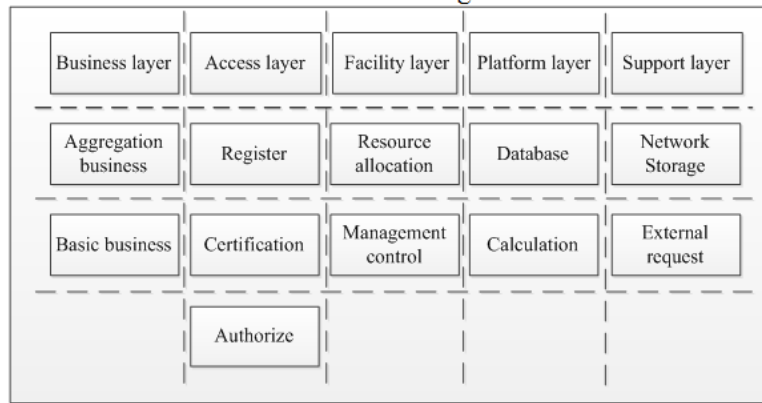 Business layer
Access layer
Facility layer
Platform layer
Support layer
Aggregation
business
Register
Resource
allocation
Database
Network
Storage
Basic business
Certification
Management
control
Calculation
External
request
Authorize